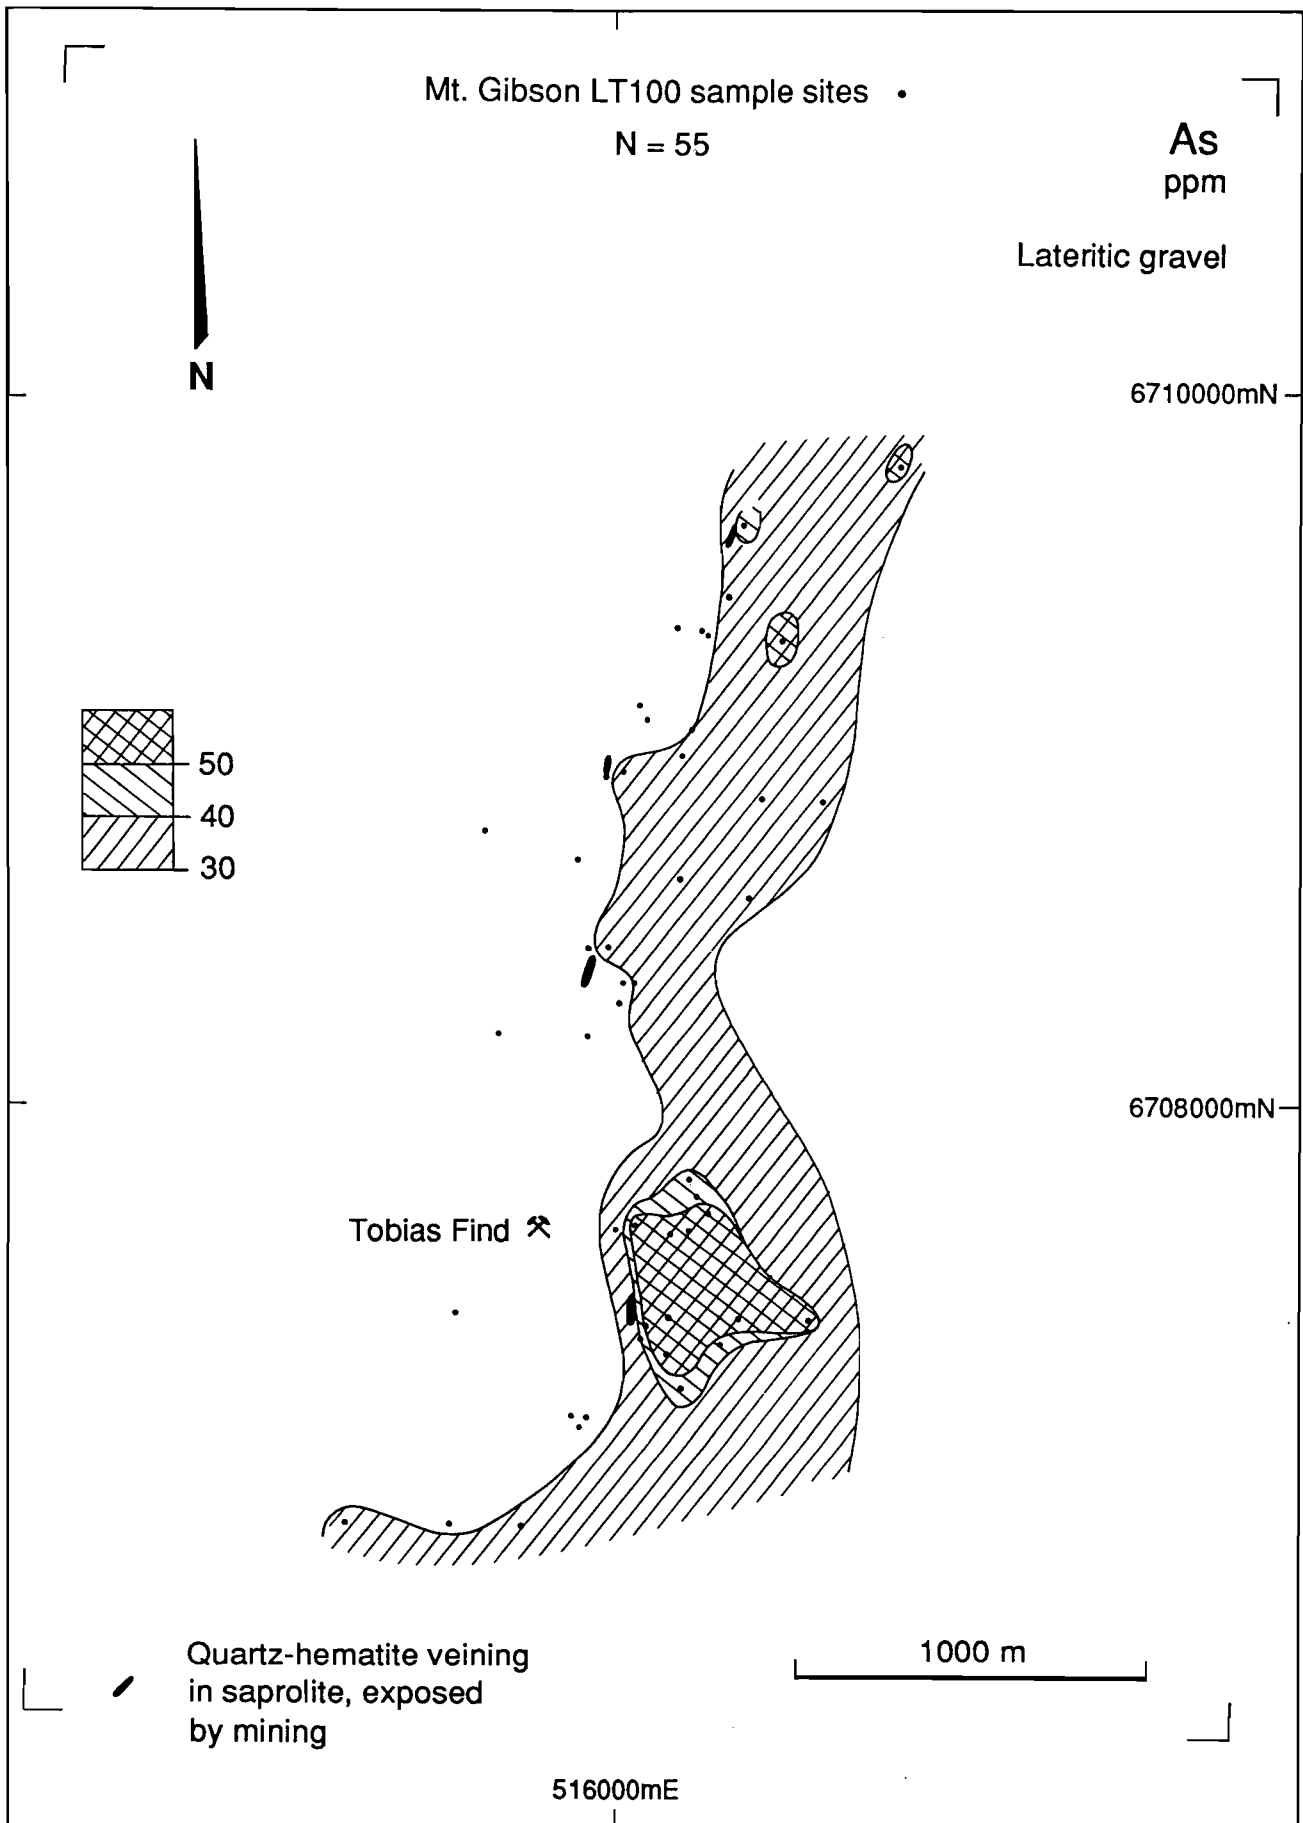 Mt. Gibson LT100 sample sites
N = 55
As
ppm
Lateritic gravel
N
6710000mN
50
40
30
6708000mN
Tobias Find
Quartz-hematite veining
in saprolite, exposed
by mining
1000 m
516000mE